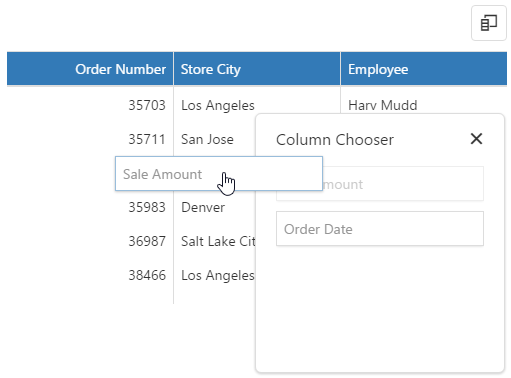 Order Number Store City Employee
35703 Los Angeles Harv Mudd
35711 San Jose
Column Chooser
Sale Amount
mount
35983 Denver
Order Date
36987 Salt Lake Cit
38466 Los Angeles